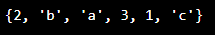 {2, 'b', 'a', 3, 1, 'c'}